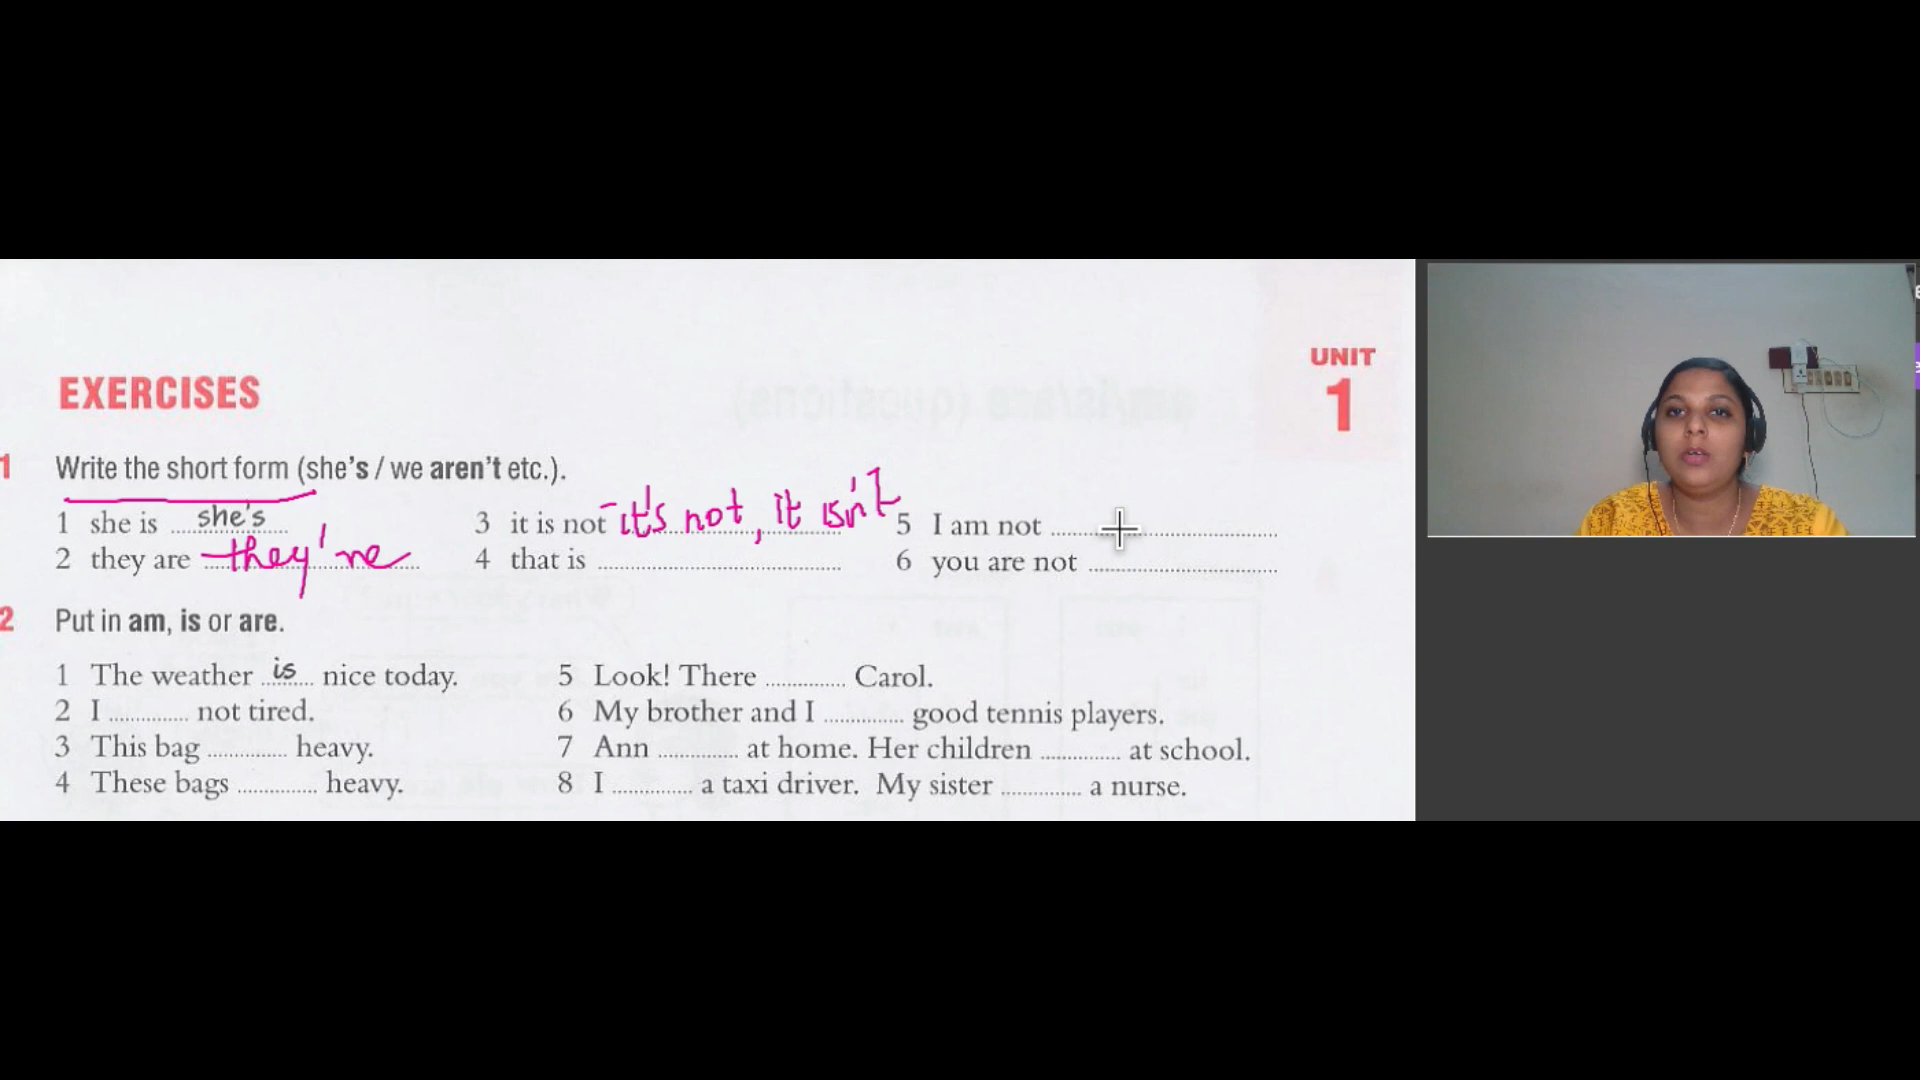 EXERCISES
UNIT
1
1 Write the short form (she's / we aren't etc.).
1 she is she's
2 they are they're
3 it is not it's not, it isn't
4 that is
5 I am not
6 you are not
2 Put in am, is or are.
1 The weather is nice today.
2 I ............. not tired.
3 This bag ............. heavy.
4 These bags ............. heavy.
5 Look! There ............. Carol.
6 My brother and I ............. good tennis players.
7 Ann ............. at home. Her children ............. at school.
8 I ............. a taxi driver. My sister ............. a nurse.